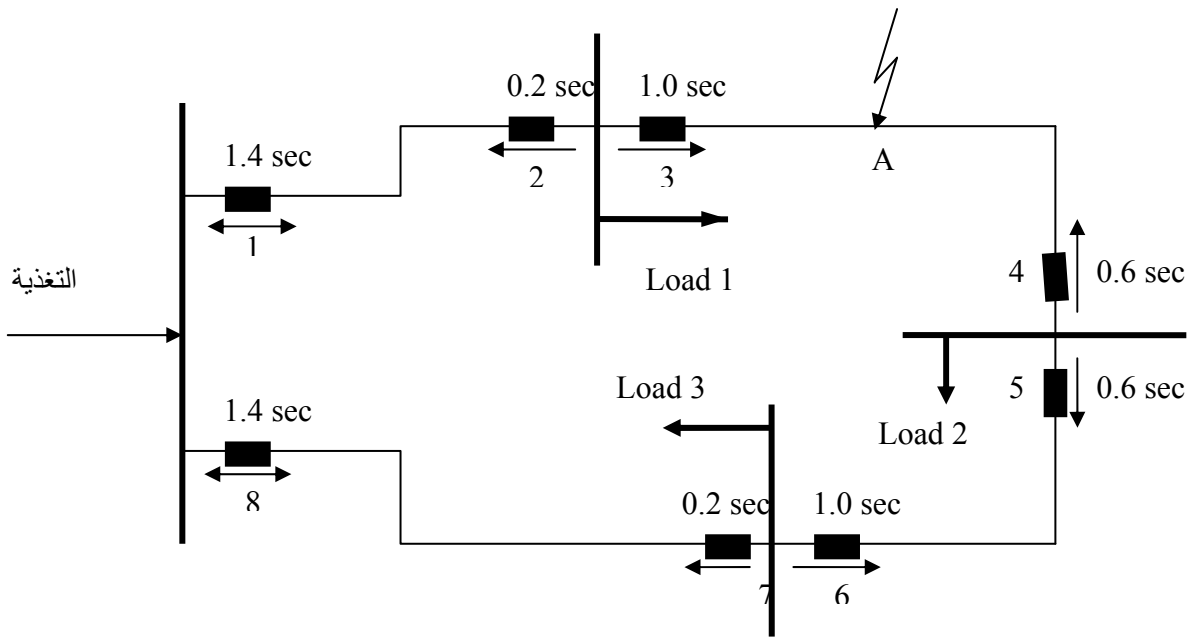 0.2 sec
1.0 sec
1.4 sec
2
3
A
1
Load 1
4
0.6 sec
التغذية
5
0.6 sec
Load 3
Load 2
1.4 sec
8
0.2 sec
1.0 sec
7
6